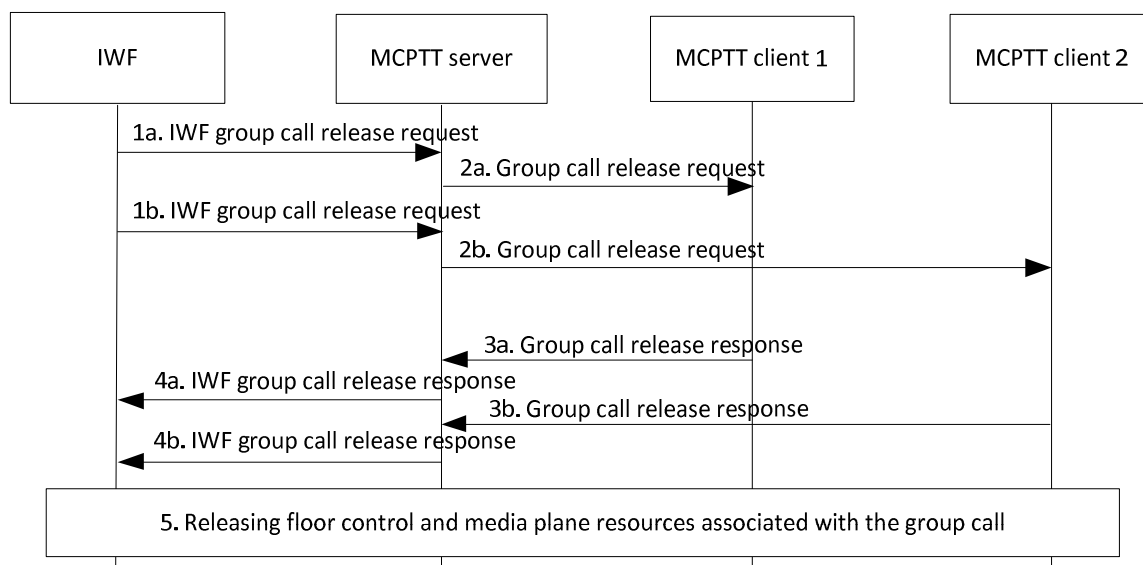 IWF
MCPTT server
MCPTT client 1
MCPTT client 2
1a. IWF group call release request
2a. Group call release request
1b. IWF group call release request
2b. Group call release request
3a. Group call release response
4a. IWF group call release response
3b. Group call release response
4b. IWF group call release response
5. Releasing floor control and media plane resources associated with the group call